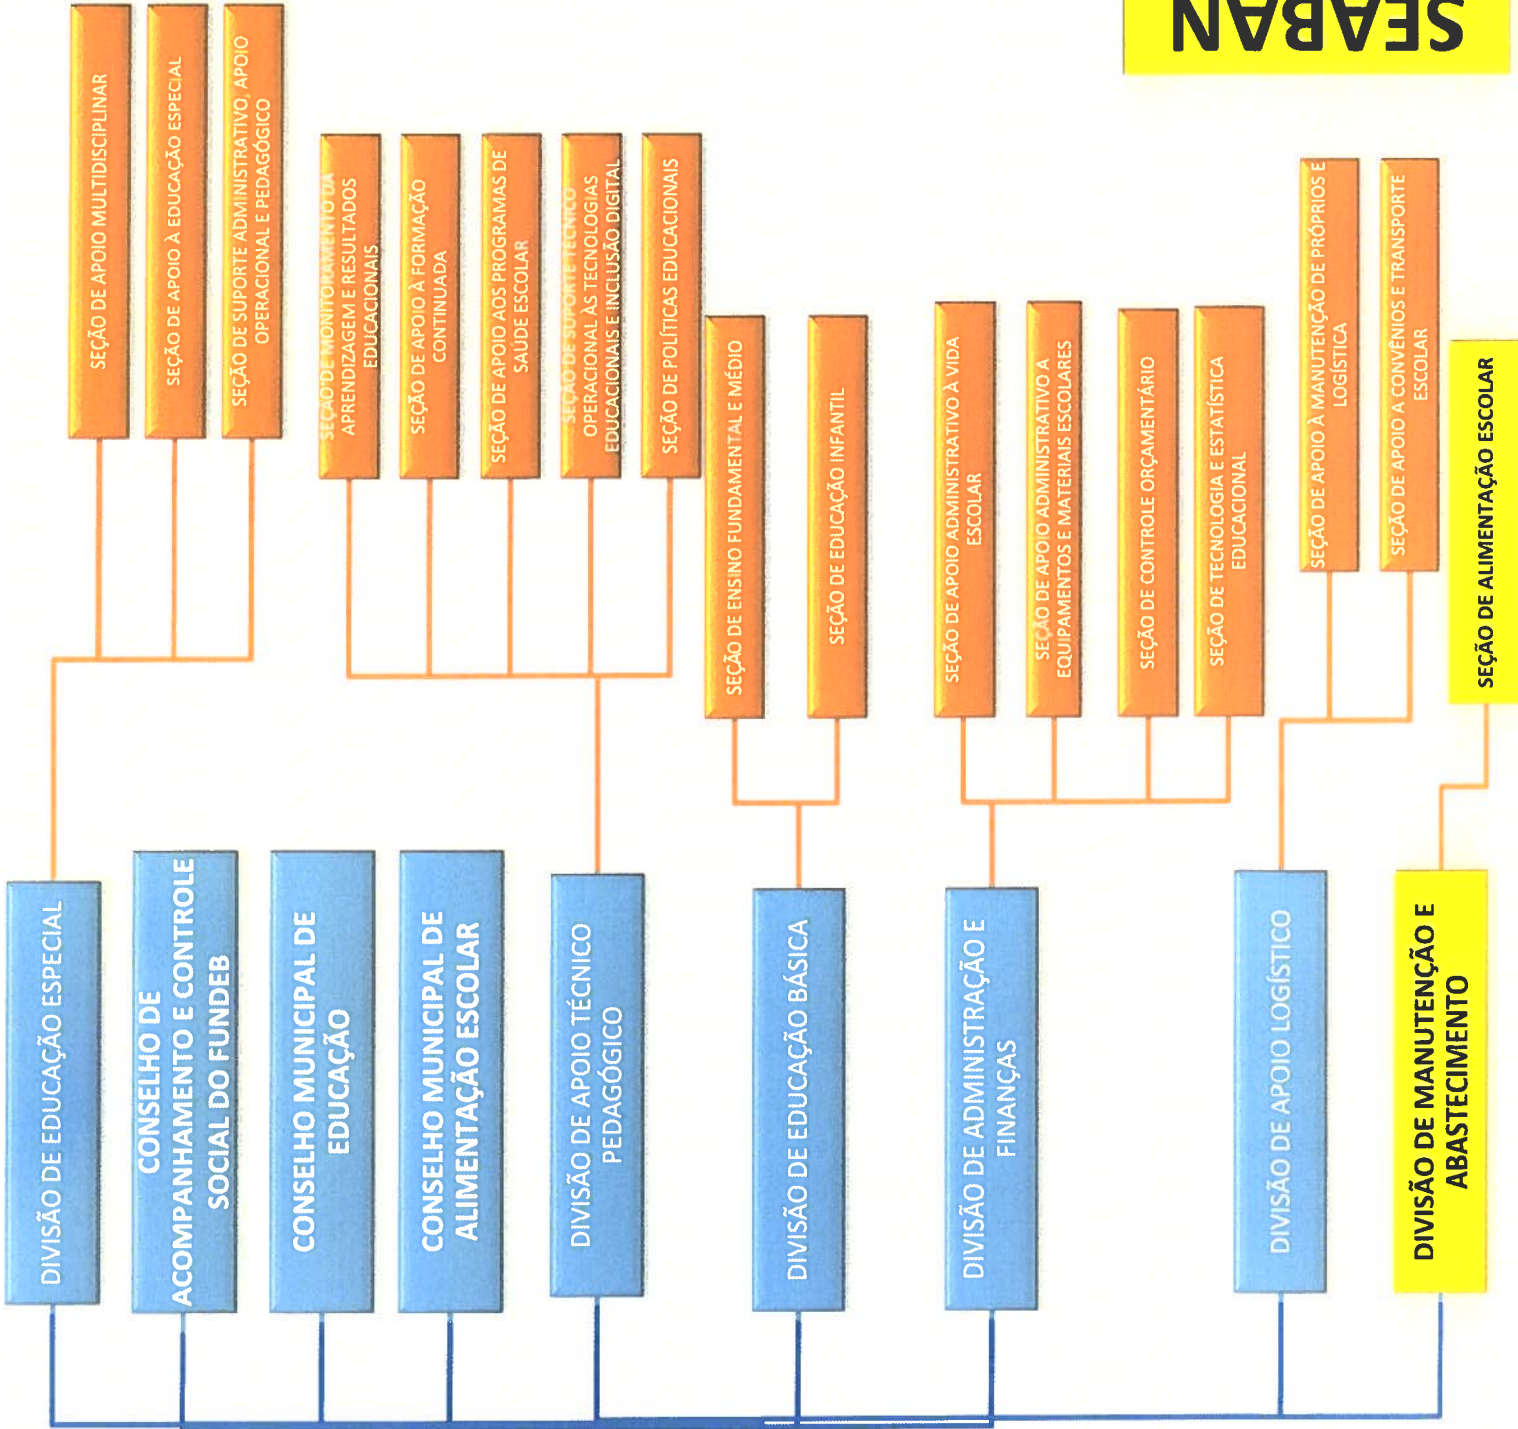 DIVISÃO DE EDUCAÇÃO ESPECIAL
SEÇÃO DE APOIO MULTIDISCIPLINAR
SEÇÃO DE APOIO À EDUCAÇÃO ESPECIAL
SEÇÃO DE SUPORTE ADMINISTRATIVO, APOIO
OPERACIONAL E PEDAGÓGICO
CONSELHO DE
ACOMPANHAMENTO E CONTROLE
SOCIAL DO FUNDEB
CONSELHO MUNICIPAL DE
EDUCAÇÃO
CONSELHO MUNICIPAL DE
ALIMENTAÇÃO ESCOLAR
DIVISÃO DE APOIO TÉCNICO
PEDAGÓGICO
SEÇÃO DE MONITORAMENTO DA
APRENDIZAGEM E RESULTADOS
EDUCACIONAIS
SEÇÃO DE APOIO À FORMAÇÃO
CONTINUADA
SEÇÃO DE APOIO AOS PROGRAMAS DE
SAÚDE ESCOLAR
SEÇÃO DE SUPORTE TÉCNICO
OPERACIONAL ÀS TECNOLOGIAS
EDUCACIONAIS E INCLUSÃO DIGITAL
SEÇÃO DE POLÍTICAS EDUCACIONAIS
DIVISÃO DE EDUCAÇÃO BÁSICA
SEÇÃO DE ENSINO FUNDAMENTAL E MÉDIO
SEÇÃO DE EDUCAÇÃO INFANTIL
DIVISÃO DE ADMINISTRAÇÃO E
FINANÇAS
SEÇÃO DE APOIO ADMINISTRATIVO À VIDA
ESCOLAR
SEÇÃO DE APOIO ADMINISTRATIVO A
EQUIPAMENTOS E MATERIAIS ESCOLARES
SEÇÃO DE CONTROLE ORÇAMENTÁRIO
SEÇÃO DE TECNOLOGIA E ESTATÍSTICA
EDUCACIONAL
DIVISÃO DE APOIO LOGÍSTICO
SEÇÃO DE APOIO À MANUTENÇÃO DE PRÓPRIOS E
LOGÍSTICA
SEÇÃO DE APOIO A CONVÊNIOS E TRANSPORTE
ESCOLAR
DIVISÃO DE MANUTENÇÃO E
ABASTECIMENTO
SEÇÃO DE ALIMENTAÇÃO ESCOLAR
SEABAN